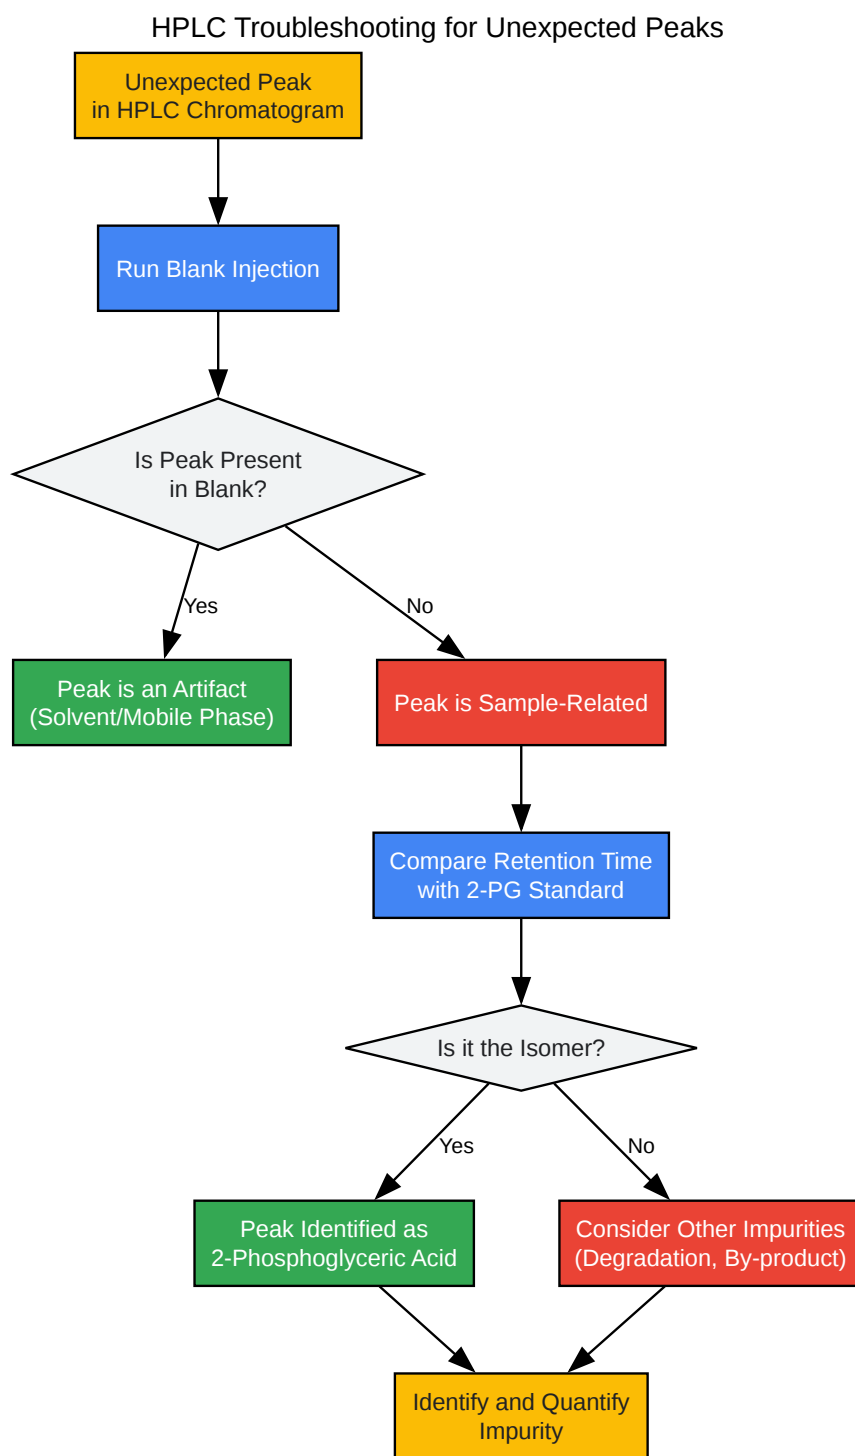 HPLC Troubleshooting for Unexpected Peaks
Unexpected Peak
in HPLC Chromatogram
Run Blank Injection
Is Peak Present
in Blank?
Yes
No
Peak is an Artifact
(Solvent/Mobile Phase)
Peak is Sample-Related
Compare Retention Time
with 2-PG Standard
Is it the Isomer?
Yes
No
Peak Identified as
2-Phosphoglyceric Acid
Consider Other Impurities
(Degradation, By-product)
Identify and Quantify
Impurity